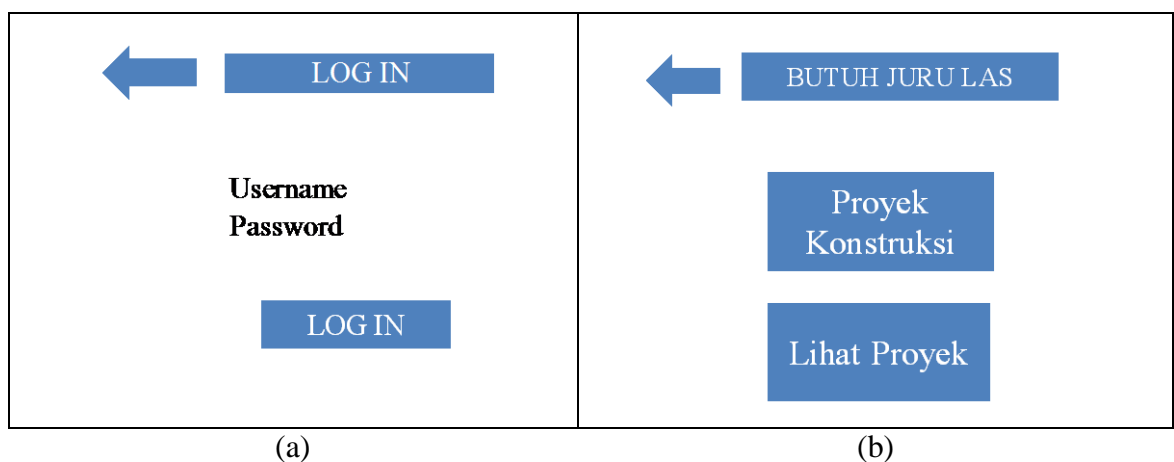 LOG IN
Username
Password
LOG IN
(a)
BUTUH JURU LAS
Proyek
Konstruksi
Lihat Proyek
(b)